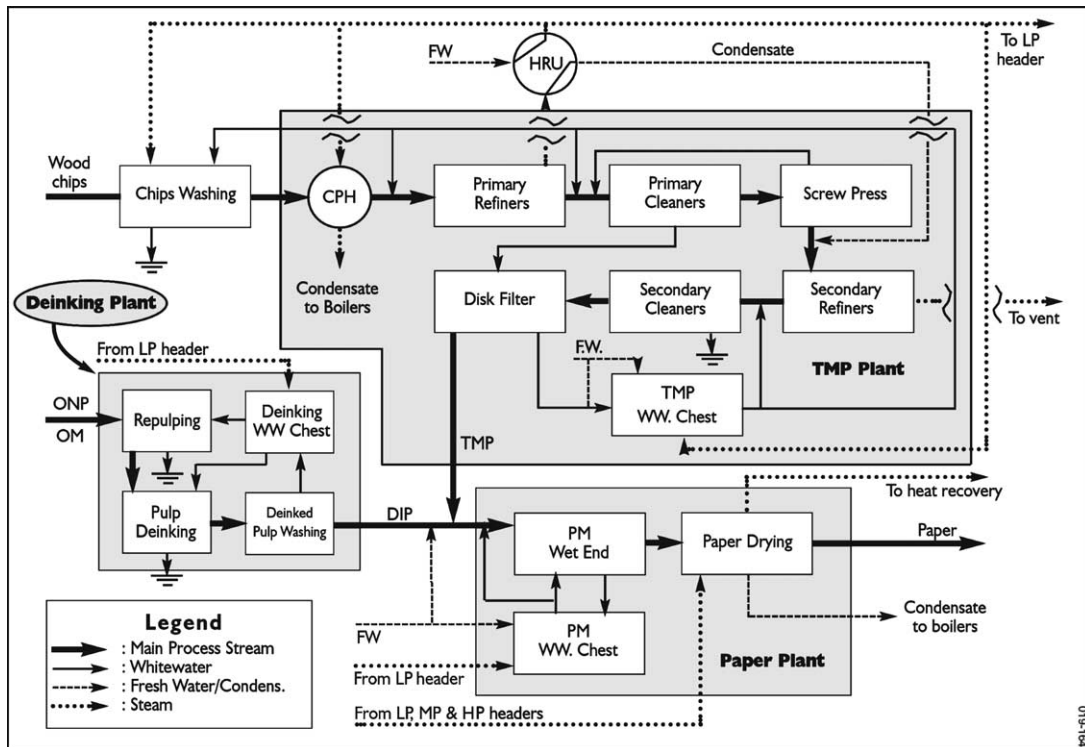 FW
HRU
Condensate
To LP
header
Wood
chips
Chips Washing
CPH
Primary
Refiners
Primary
Cleaners
Screw Press
Condensate
to Boilers
Disk Filter
Secondary
Cleaners
Secondary
Refiners
To vent
Deinking Plant
From LP header
F.W.
TMP Plant
TMP
WW. Chest
ONP
OM
Repulping
Deinking
WW Chest
TMP
To heat recovery
Pulp
Deinking
Deinked
Pulp Washing
DIP
PM
Wet End
Paper Drying
Paper
FW
PM
WW. Chest
Condensate
to boilers
From LP header
Paper Plant
From LP, MP & HP headers
Legend
: Main Process Stream
: Whitewater
: Fresh Water/Condens.
: Steam